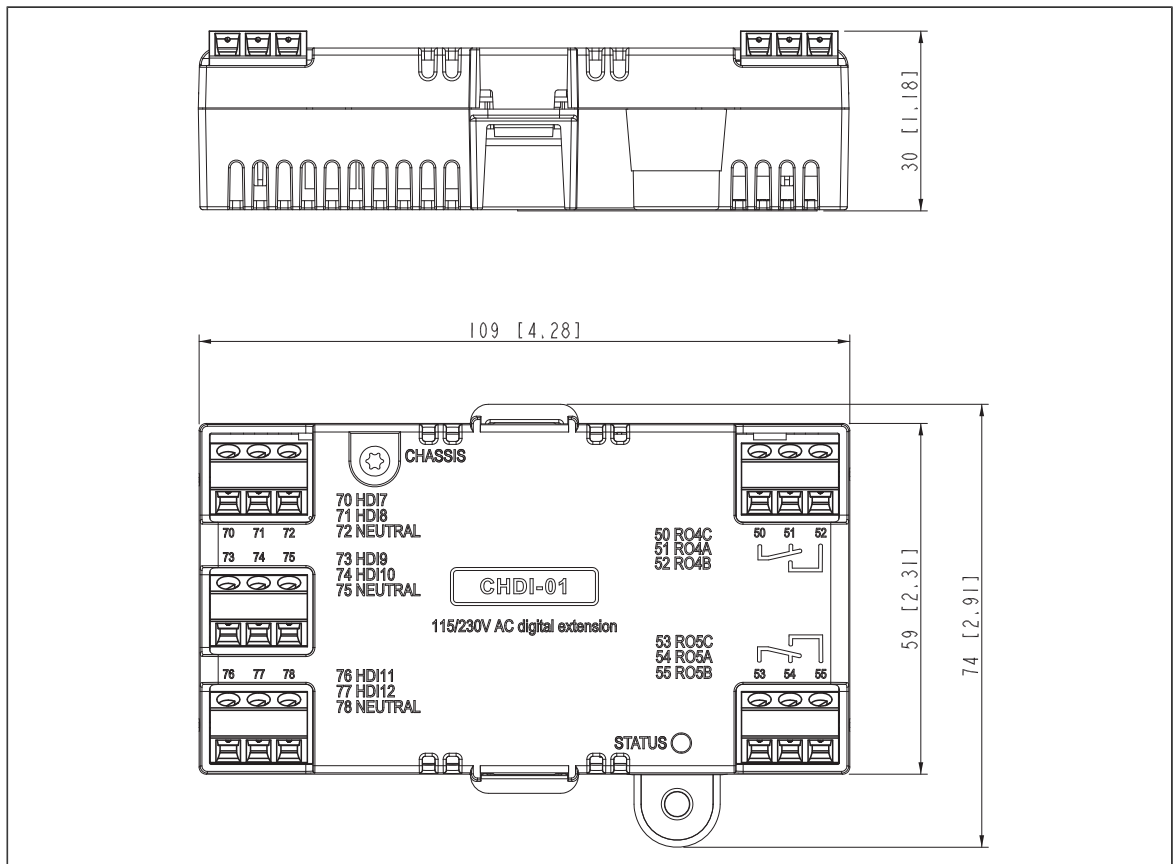 30 [1.18]
109 [4.28]
CHASSIS
70 HDI7
71 HDI8
72 NEUTRAL
70 71 72
73 74 75
73 HDI9
74 HDI10
75 NEUTRAL
50 RO4C
51 RO4A
52 RO4B
50 51 52
CHDI-01
115/230V AC digital extension
59 [2.31]
74 [2.91]
53 RO5C
54 RO5A
55 RO5B
53 54 55
76 77 78
76 HDI11
77 HDI12
78 NEUTRAL
STATUS